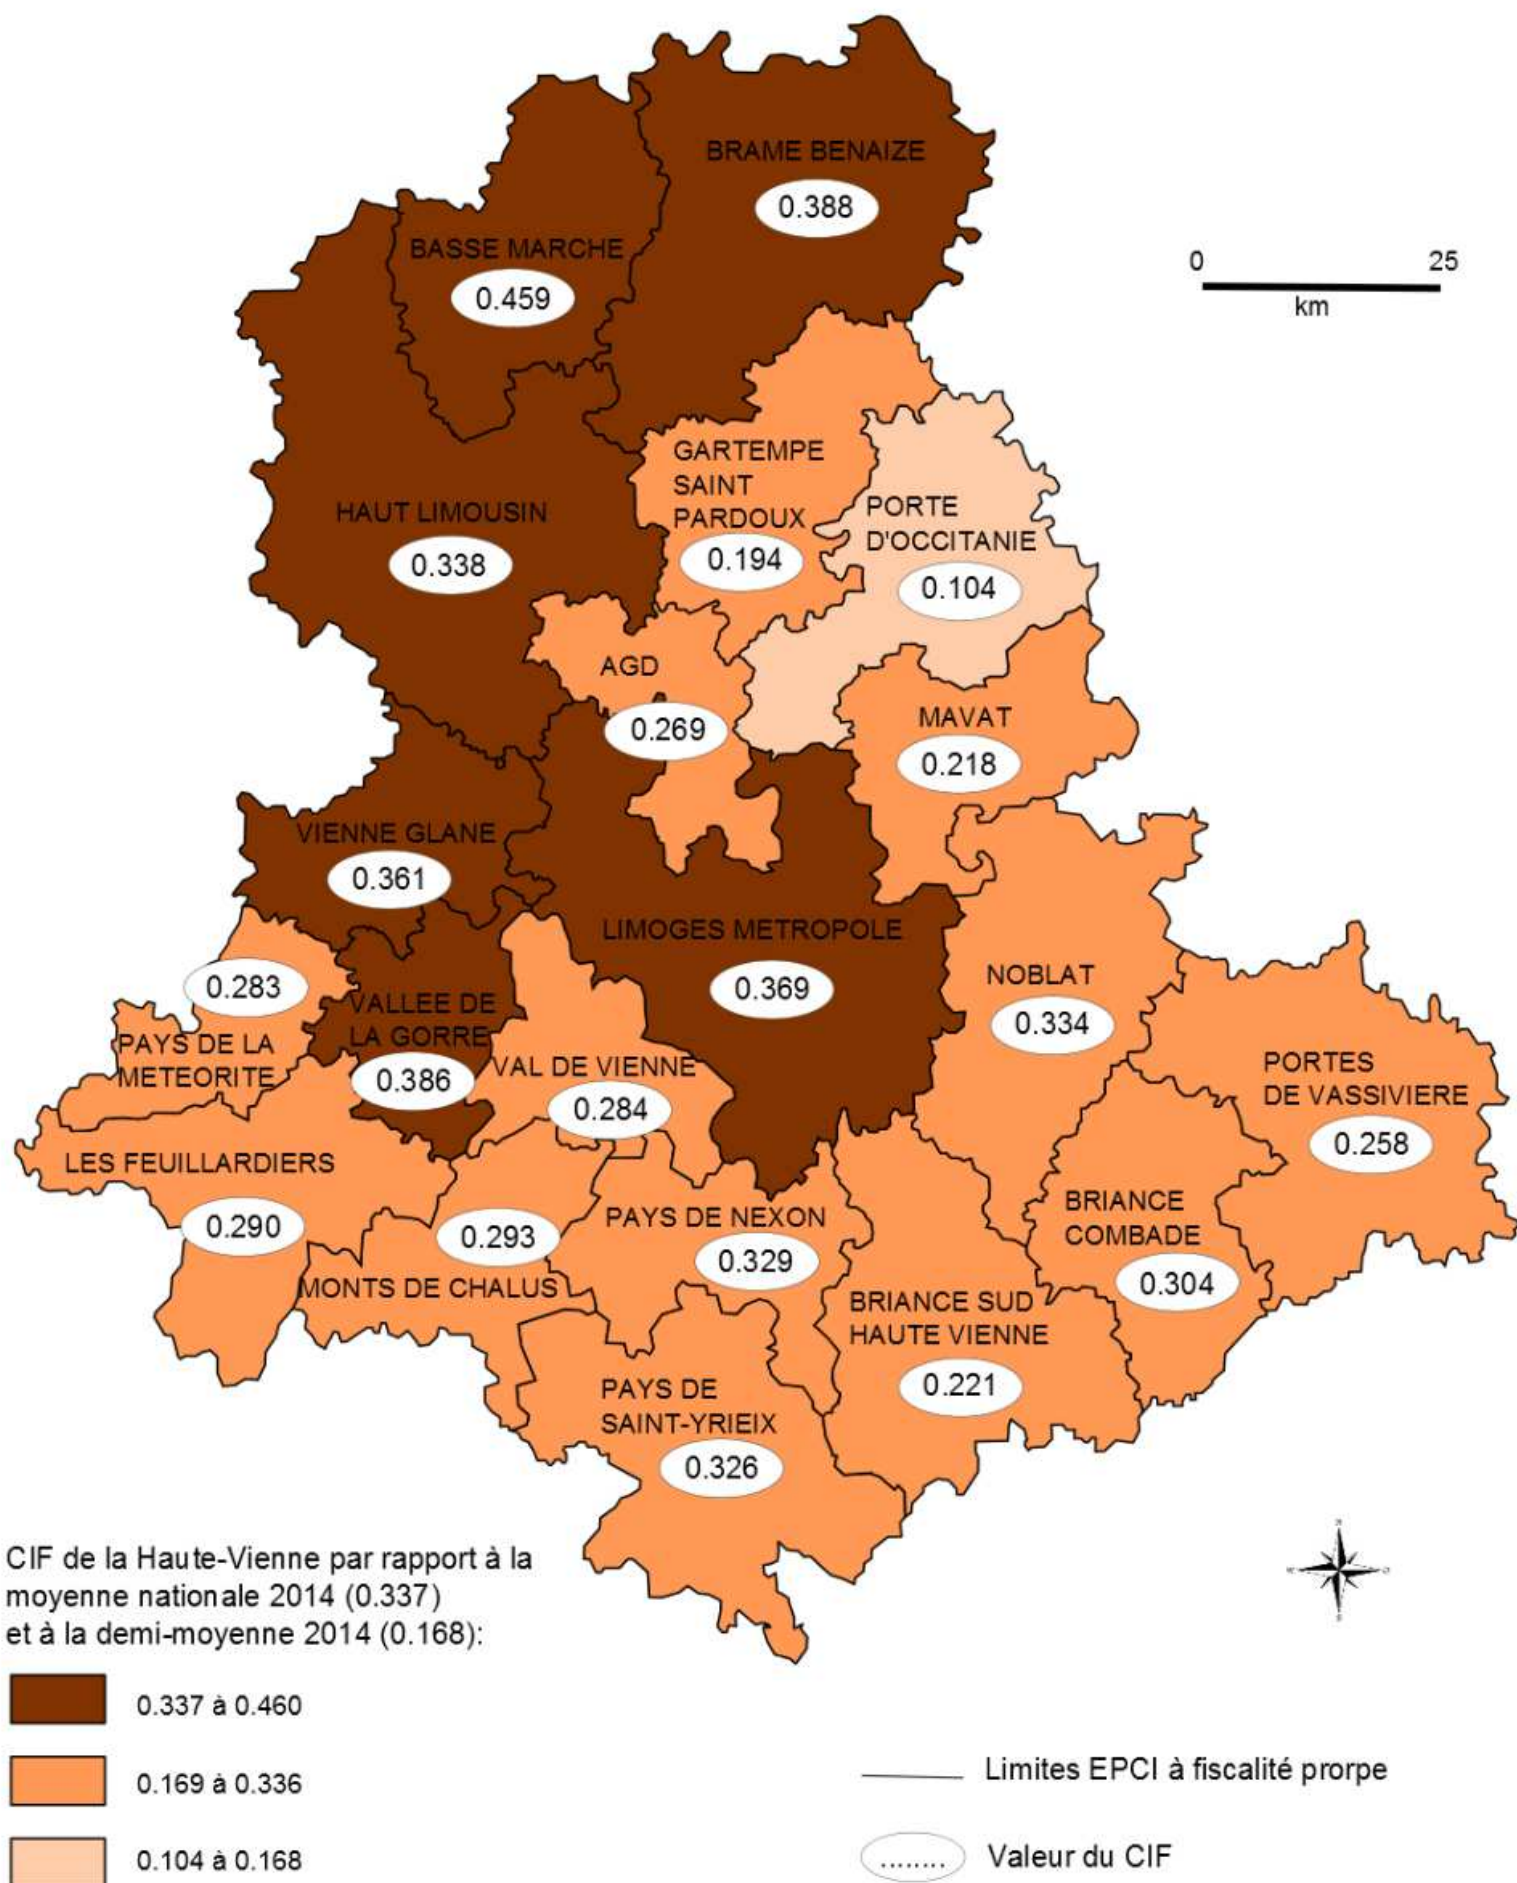 BRAME BENAIZE
0.388
BASSE MARCHE
0.459
0 25
km
GARTEMPE
SAINT
PARDOUX
0.194
HAUT LIMOUSIN
0.338
PORTE
D'OCCITANIE
0.104
AGD
0.269
MAVAT
0.218
VIENNE GLANE
0.361
LIMOGES METROPOLE
0.369
NOBLAT
0.334
0.283
PAYS DE LA
METEORITE
VALLEE DE
LA GORRE
0.386
VAL DE VIENNE
0.284
PORTES
DE VASSIVIERE
0.258
LES FEUILLARDIERS
0.290
0.293
MONTS DE CHALUS
PAYS DE NEXON
0.329
BRIANCE
COMBADE
0.304
BRIANCE SUD
HAUTE VIENNE
0.221
PAYS DE
SAINT-YRIEIX
0.326
CIF de la Haute-Vienne par rapport à la
moyenne nationale 2014 (0.337)
et à la demi-moyenne 2014 (0.168):
0.337 à 0.460
0.169 à 0.336
0.104 à 0.168
Limites EPCI à fiscalité prorpe
........ Valeur du CIF